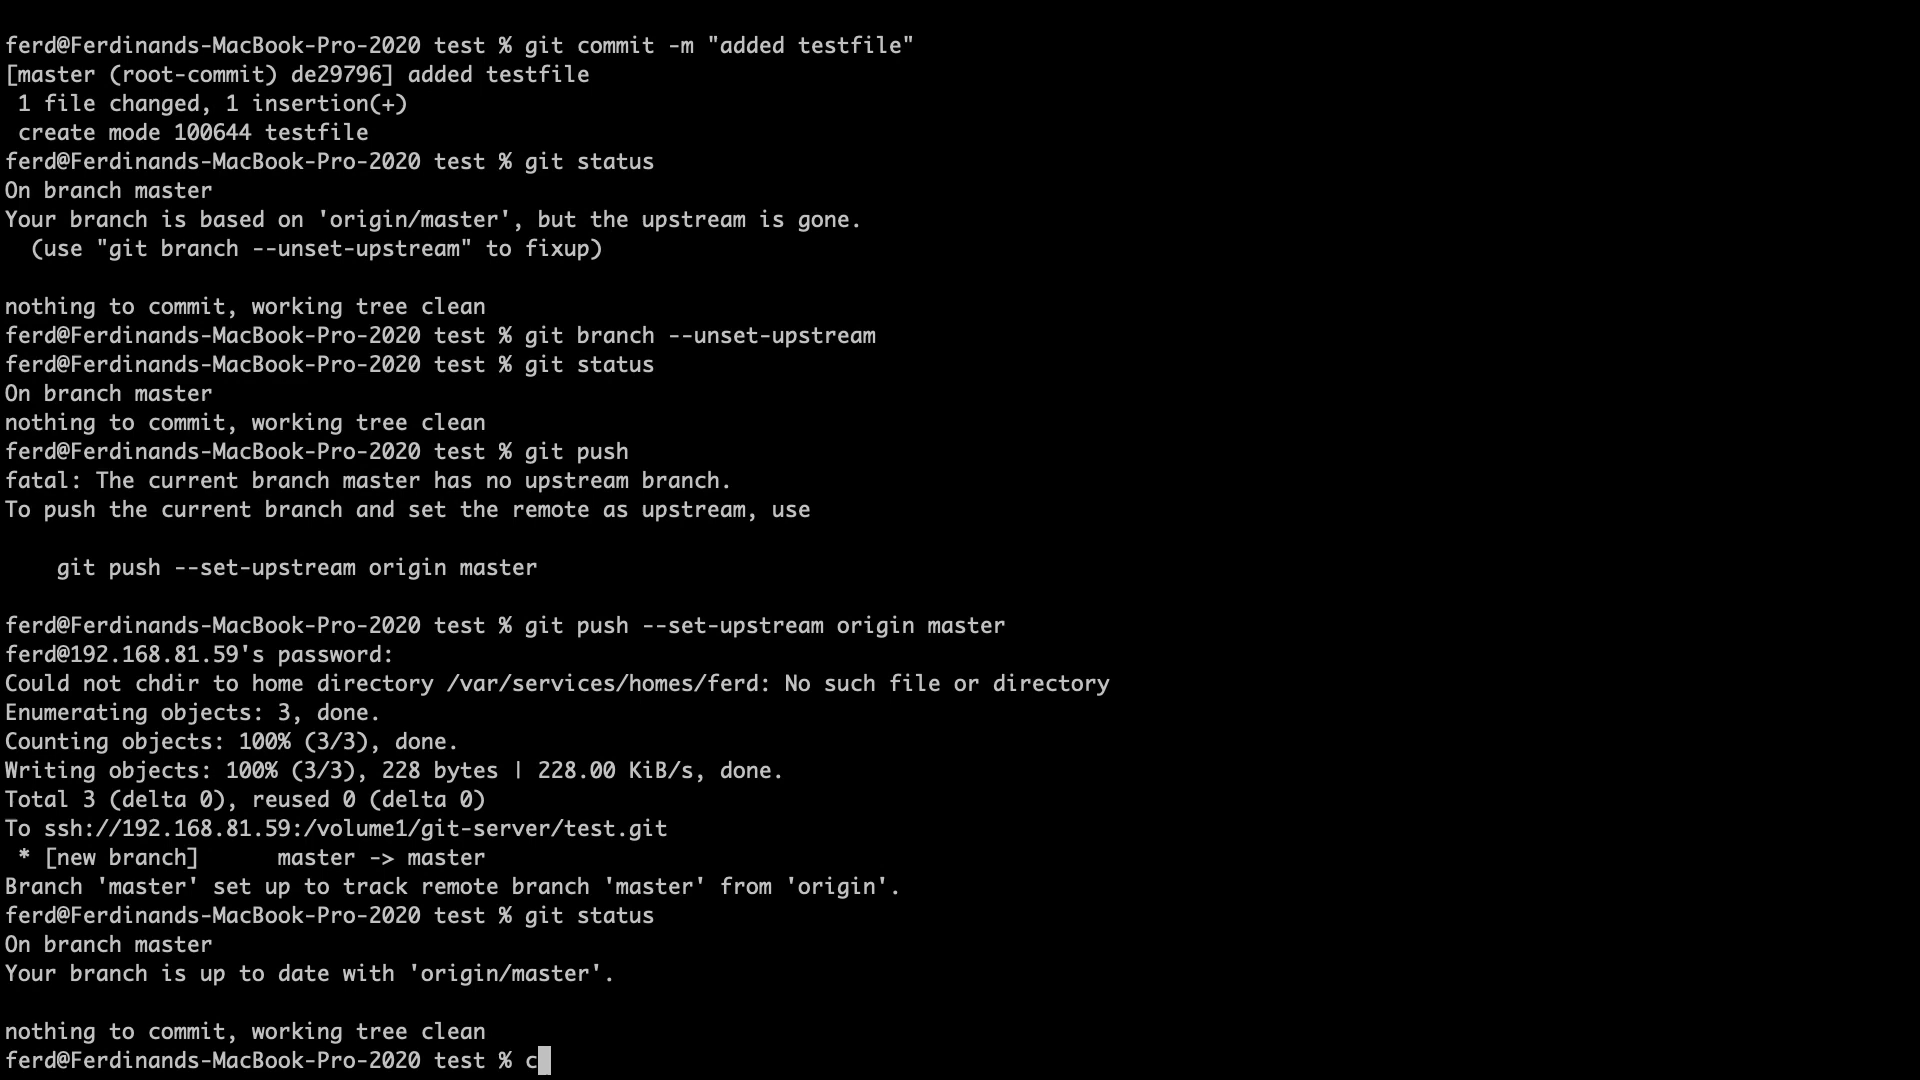 ferd@Ferdinands-MacBook-Pro-2020 test % git commit -m "added testfile"
[master (root-commit) de29796] added testfile
 1 file changed, 1 insertion(+)
 create mode 100644 testfile
ferd@Ferdinands-MacBook-Pro-2020 test % git status
On branch master
Your branch is based on 'origin/master', but the upstream is gone.
  (use "git branch --unset-upstream" to fixup)

nothing to commit, working tree clean
ferd@Ferdinands-MacBook-Pro-2020 test % git branch --unset-upstream
ferd@Ferdinands-MacBook-Pro-2020 test % git status
On branch master
nothing to commit, working tree clean
ferd@Ferdinands-MacBook-Pro-2020 test % git push
fatal: The current branch master has no upstream branch.
To push the current branch and set the remote as upstream, use

    git push --set-upstream origin master

ferd@Ferdinands-MacBook-Pro-2020 test % git push --set-upstream origin master
ferd@192.168.81.59's password:
Could not chdir to home directory /var/services/homes/ferd: No such file or directory
Enumerating objects: 3, done.
Counting objects: 100% (3/3), done.
Writing objects: 100% (3/3), 228 bytes | 228.00 KiB/s, done.
Total 3 (delta 0), reused 0 (delta 0)
To ssh://192.168.81.59:/volume1/git-server/test.git
 * [new branch]      master -> master
Branch 'master' set up to track remote branch 'master' from 'origin'.
ferd@Ferdinands-MacBook-Pro-2020 test % git status
On branch master
Your branch is up to date with 'origin/master'.

nothing to commit, working tree clean
ferd@Ferdinands-MacBook-Pro-2020 test % c